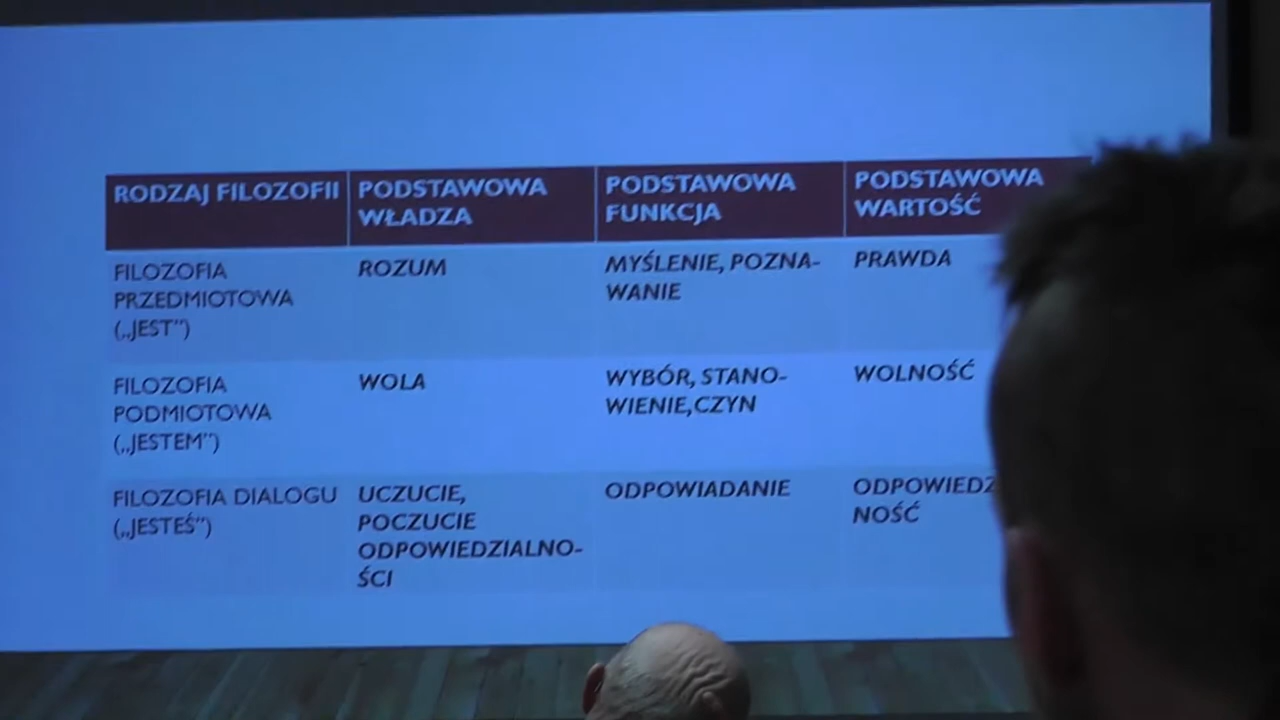 RODZAJ FILOZOFII
PODSTAWOWA
WŁADZA
PODSTAWOWA
FUNKCJA
PODSTAWOWA
WARTOŚĆ
FILOZOFIA
PRZEDMIOTOWA
(„JEST”)
ROZUM
MYŚLENIE, POZNA-
WANIE
PRAWDA
FILOZOFIA
PODMIOTOWA
(„JESTEM”)
WOLA
WYBÓR, STANO-
WIENIE,CZYN
WOLNOŚĆ
FILOZOFIA DIALOGU
(„JESTEŚ”)
UCZUCIE,
POCZUCIE
ODPOWIEDZIALNO-
ŚCI
ODPOWIADANIE
NOŚĆ